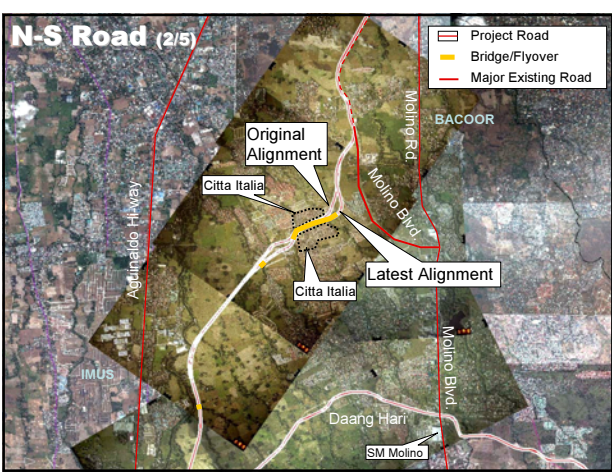 N-S Road (2/5)
Project Road
Bridge/Flyover
Major Existing Road
Molino Rd.
BACOOR
Original
Alignment
Citta Italia
Molino Blvd.
Aguinaldo Hi-way
Latest Alignment
Citta Italia
IMUS
Molino Blvd.
Daang Hari
SM Molino